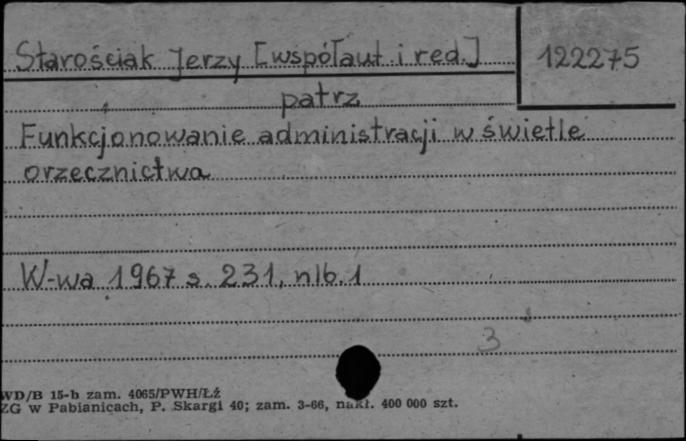 Starościak Jerzy [współaut i red.] 122275
patrz
Funkcjonowanie administracji w świetle
orzecznictwa
W-wa 1967 s. 231, nlb. 1
3
WD/B 15-b zam. 4065/PWH/Łź
ZG w Pabianicach, P. Skargi 40; zam. 3-66, nakł. 400 000 szt.